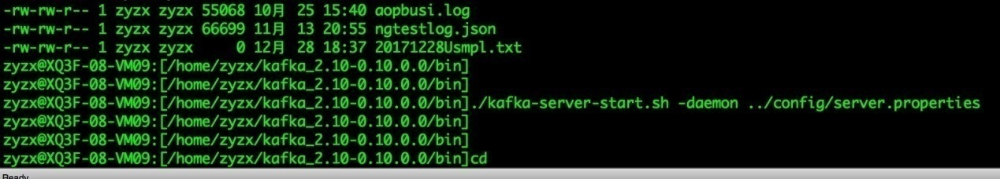 -rw-rw-r-- 1 zyzx zyzx 55068 10月 25 15:40 aopbusi.log
-rw-rw-r-- 1 zyzx zyzx 66699 11月 13 20:55 ngtestlog.json
-rw-rw-r-- 1 zyzx zyzx     0 12月 28 18:37 20171228Usmpl.txt
zyzx@XQ3F-08-VM09:[/home/zyzx/kafka_2.10-0.10.0.0/bin]
zyzx@XQ3F-08-VM09:[/home/zyzx/kafka_2.10-0.10.0.0/bin]
zyzx@XQ3F-08-VM09:[/home/zyzx/kafka_2.10-0.10.0.0/bin]./kafka-server-start.sh -daemon ../config/server.properties
zyzx@XQ3F-08-VM09:[/home/zyzx/kafka_2.10-0.10.0.0/bin]
zyzx@XQ3F-08-VM09:[/home/zyzx/kafka_2.10-0.10.0.0/bin]
zyzx@XQ3F-08-VM09:[/home/zyzx/kafka_2.10-0.10.0.0/bin]cd
Ready